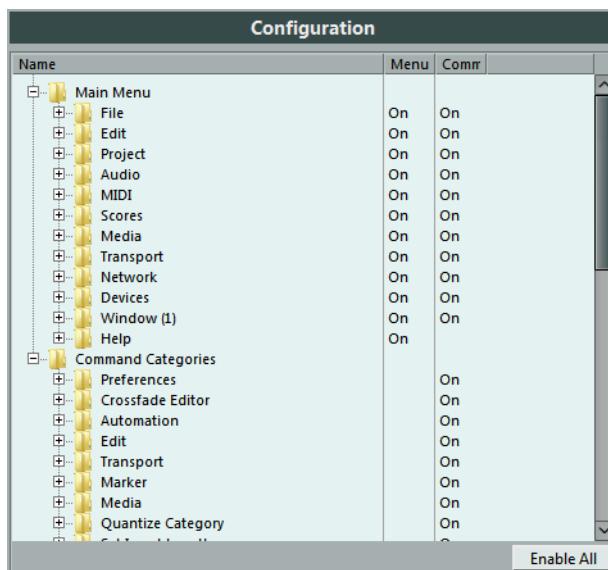 Configuration
Name Menu Comm
Main Menu
File On On
Edit On On
Project On On
Audio On On
MIDI On On
Scores On On
Media On On
Transport On On
Network On On
Devices On On
Window (1) On On
Help On
Command Categories
Preferences On
Crossfade Editor On
Automation On
Edit On
Transport On
Marker On
Media On
Quantize Category On
Enable All